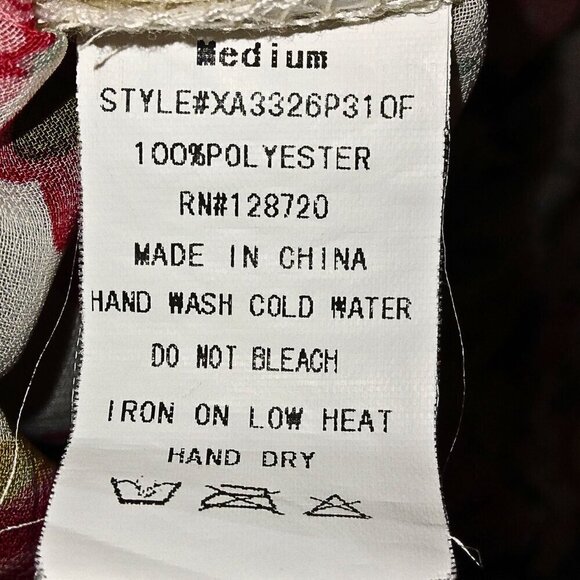 Medium
STYLE#XA3326P310F
100%POLYESTER
RN#128720
MADE IN CHINA
HAND WASH COLD WATER
DO NOT BLEACH
IRON ON LOW HEAT
HAND DRY